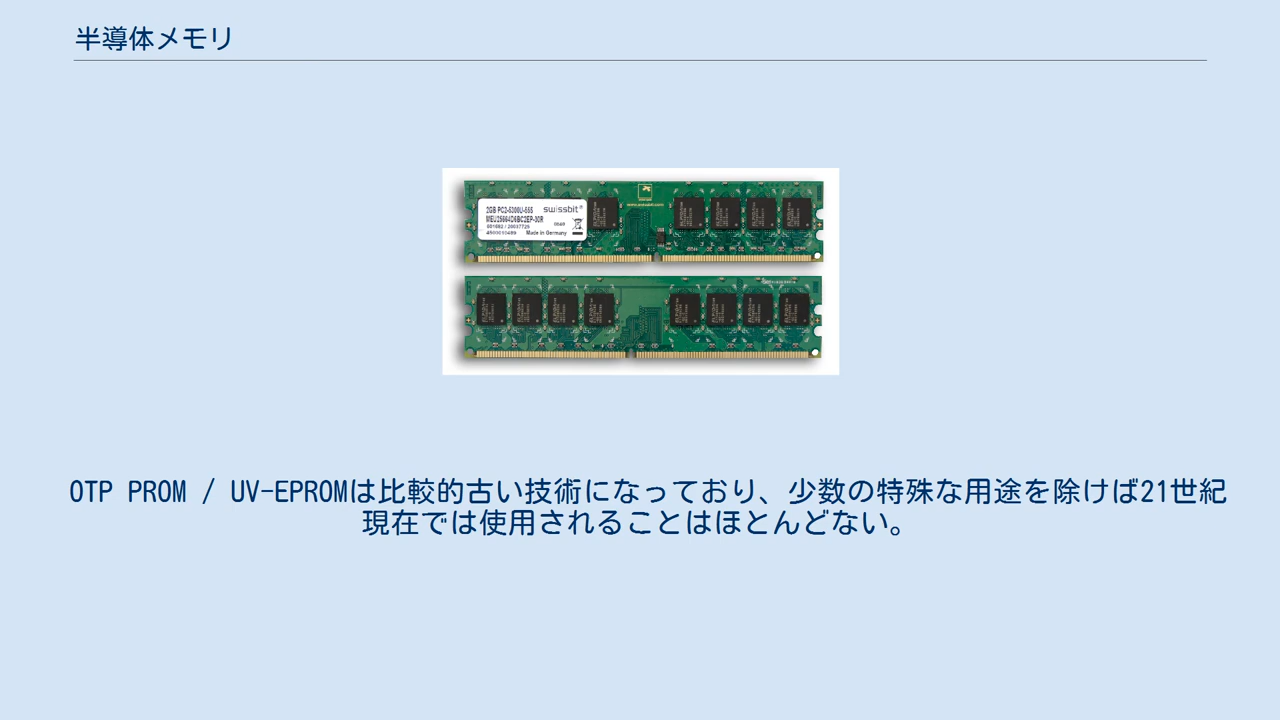 半導体メモリ
2GB PC2-5300U-555
swissbit®
Made in Germany
OTP PROM / UV-EPROMは比較的古い技術になっており、少数の特殊な用途を除けば21世紀
現在では使用されることはほとんどない。